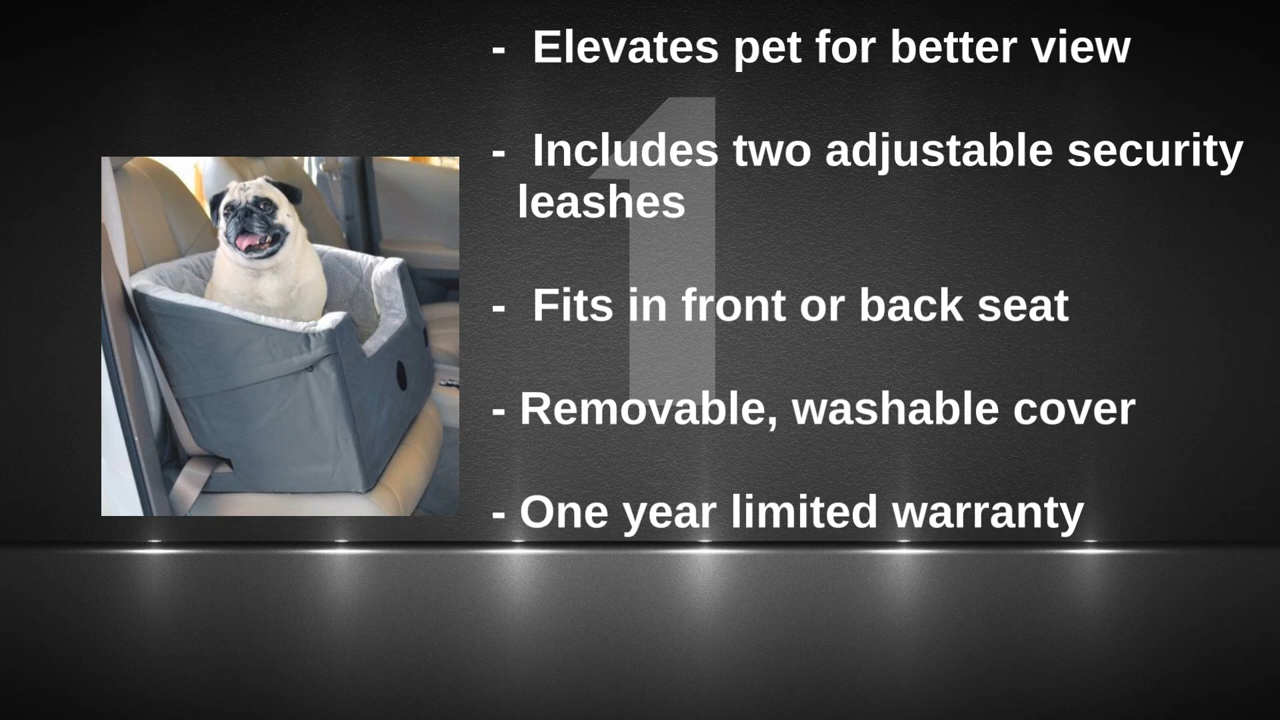 - Elevates pet for better view
1
- Includes two adjustable security
leashes
- Fits in front or back seat
- Removable, washable cover
- One year limited warranty